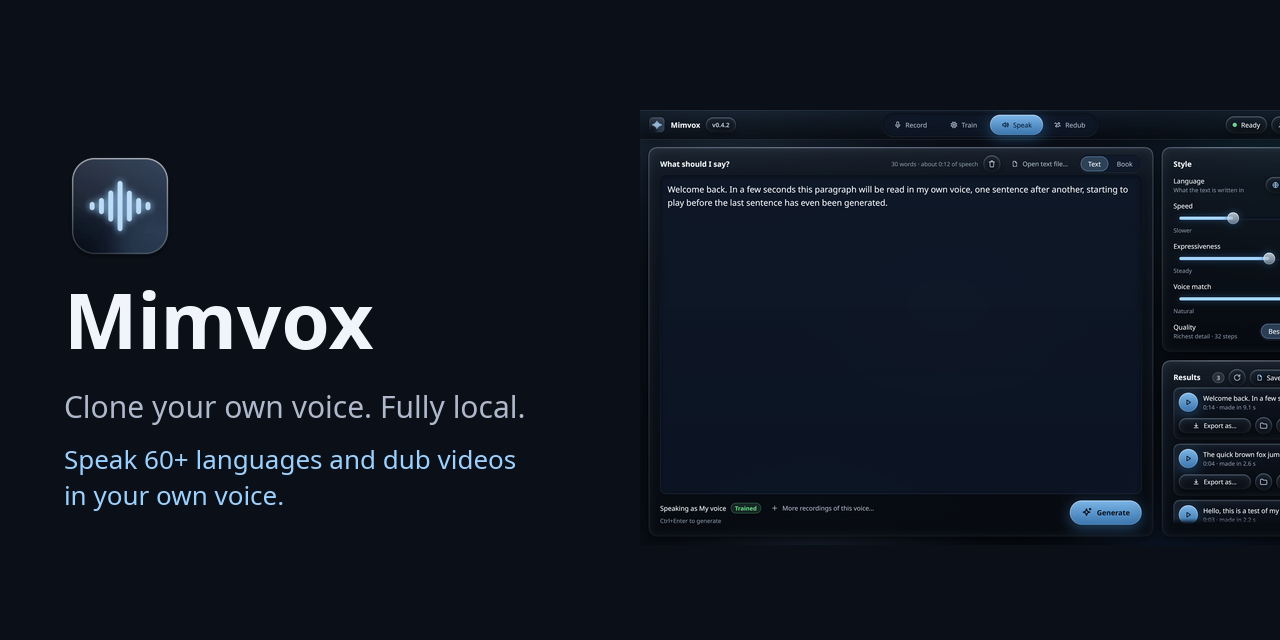 Mimvox
Clone your own voice. Fully local.
Speak 60+ languages and dub videos
in your own voice.
Mimvox v0.4.2
Record Train Speak Redub
Ready
What should I say?
30 words · about 0:12 of speech
Open text file...
Text Book
Welcome back. In a few seconds this paragraph will be read in my own voice, one sentence after another, starting to
play before the last sentence has even been generated.
Speaking as My voice Trained + More recordings of this voice...
Ctrl+Enter to generate
Generate
Style
Language
What the text is written in
Speed
Slower
Expressiveness
Steady
Voice match
Natural
Quality
Richest detail · 32 steps
Results 3
Welcome back. In a few
0:14 · made in 9.1 s
Export as...
The quick brown fox
0:04 · made in 2.6 s
Export as...
Hello, this is a test of my
0:03 · made in 2.2 s